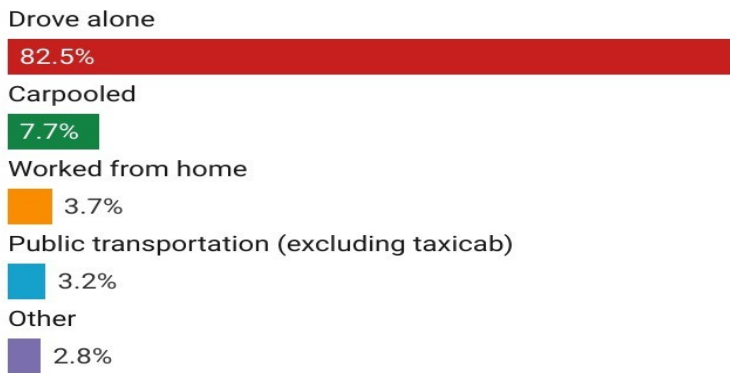 Drove alone
82.5%
Carpooled
7.7%
Worked from home
3.7%
Public transportation (excluding taxicab)
3.2%
Other
2.8%